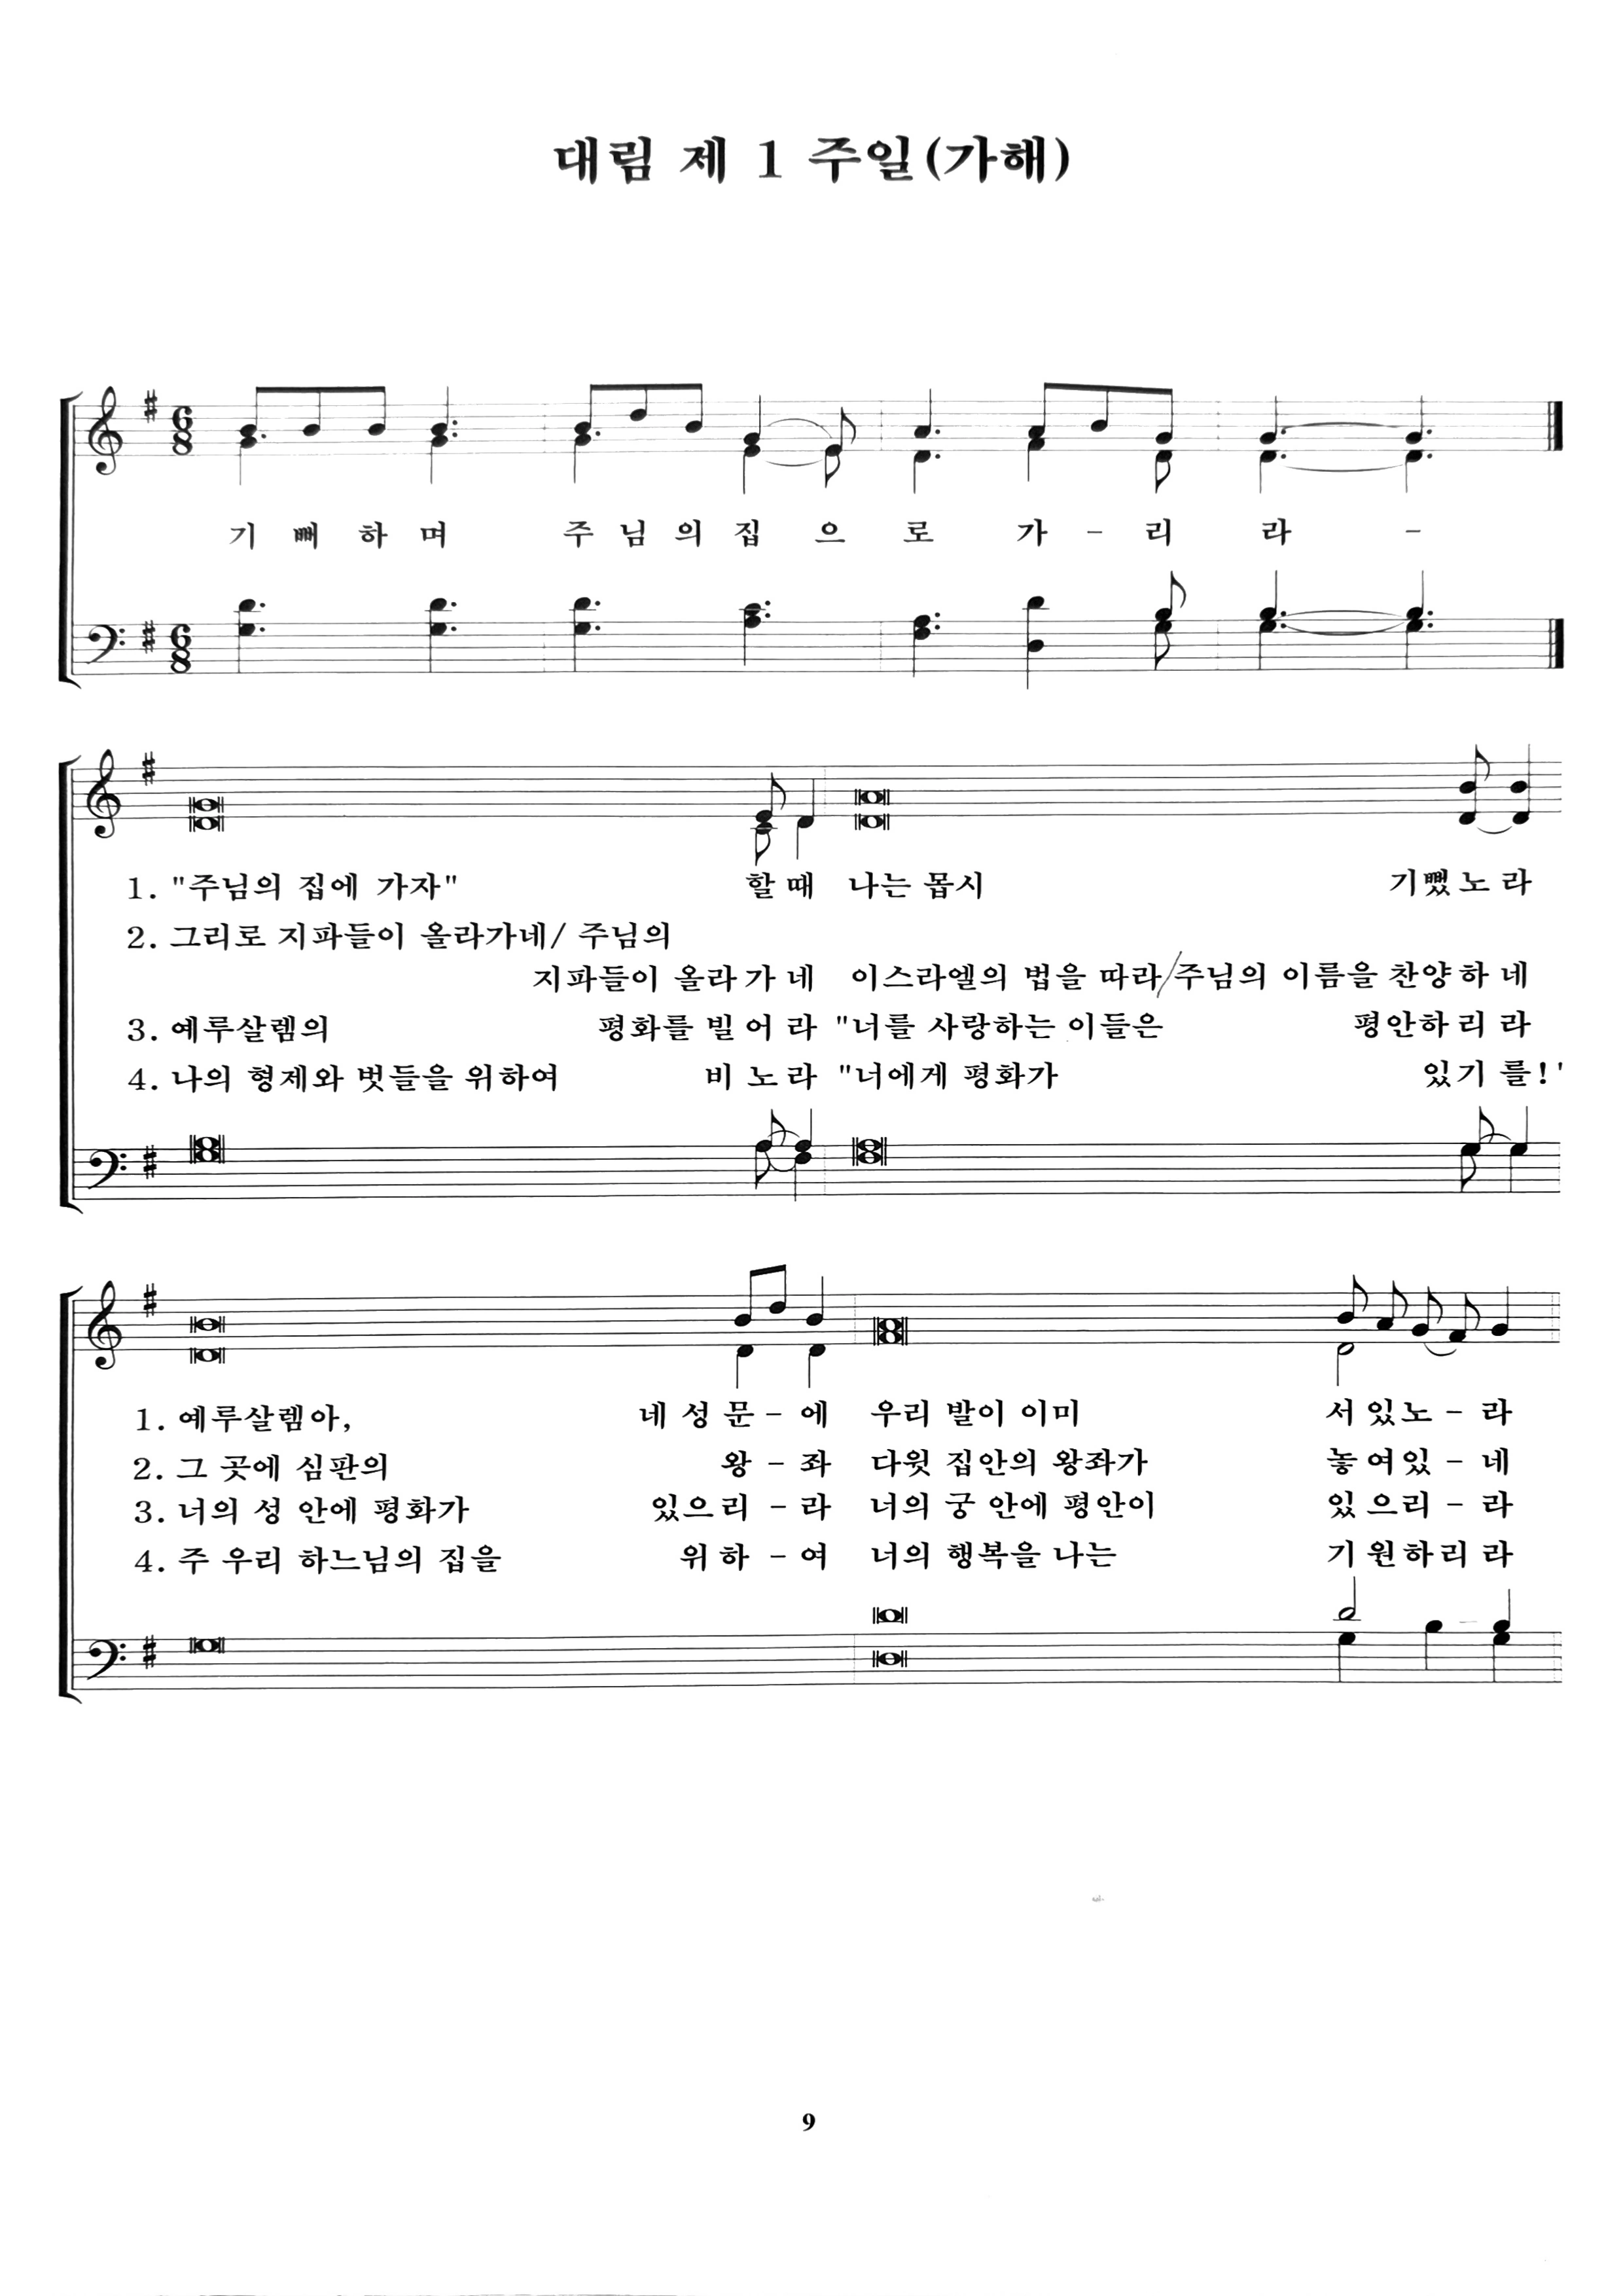 대림 제 1 주일(가해)
6 8
기 뻐 하 며 주 님 의 집 으 로 가 - 리 라 -
6 8
1. "주님의 집에 가자" 할 때 나는 몹시 기뻤 노 라
2. 그리로 지파들이 올라가네/ 주님의
지파들이 올라 가 네 이스라엘의 법을 따라/주님의 이름을 찬양 하 네
3. 예루살렘의 평화를 빌 어 라 "너를 사랑하는 이들은 평안하 리 라
4. 나의 형제와 벗들을 위하여 비 노 라 "너에게 평화가 있 기 를!'
1. 예루살렘아, 네 성 문 - 에 우리 발이 이미 서 있 노 - 라
2. 그 곳에 심판의 왕 - 좌 다윗 집안의 왕좌가 놓 여 있 - 네
3. 너의 성 안에 평화가 있으 리 - 라 너의 궁 안에 평안이 있 으 리 - 라
4. 주 우리 하느님의 집을 위 하 - 여 너의 행복을 나는 기 원 하 리 라
9